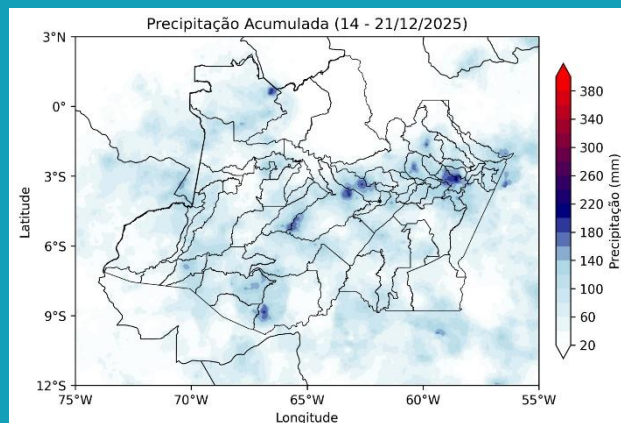 Precipitação Acumulada (14 - 21/12/2025)
3°N
0°
3°S
6°S
9°S
12°S
Latitude
75°W
70°W
65°W
60°W
55°W
Longitude
380
340
300
260
220
180
140
100
60
20
Precipitação (mm)